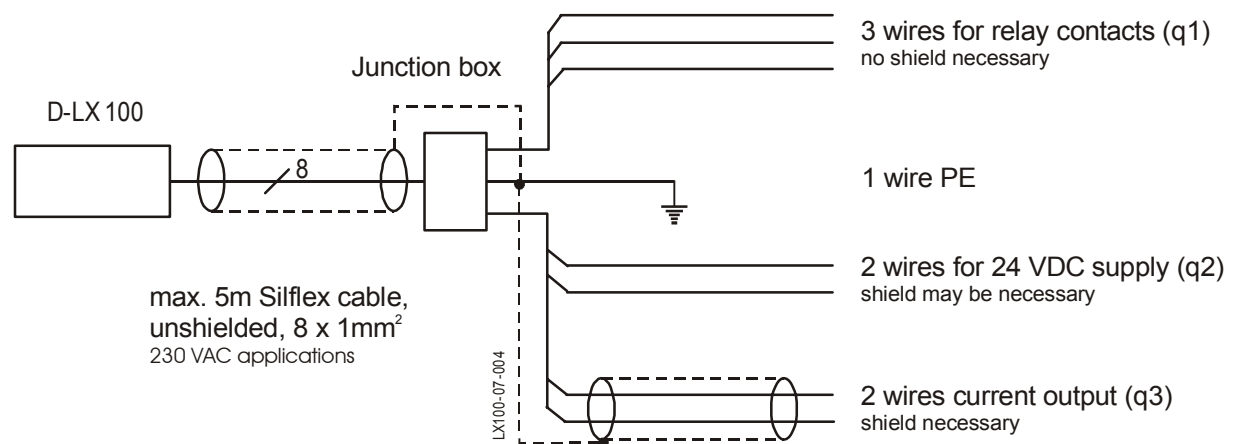 3 wires for relay contacts (q1)
no shield necessary
Junction box
D-LX 100
8
1 wire PE
2 wires for 24 VDC supply (q2)
shield may be necessary
max. 5m Silflex cable,
unshielded, 8 x 1mm²
230 VAC applications
LX100-07-004
2 wires current output (q3)
shield necessary